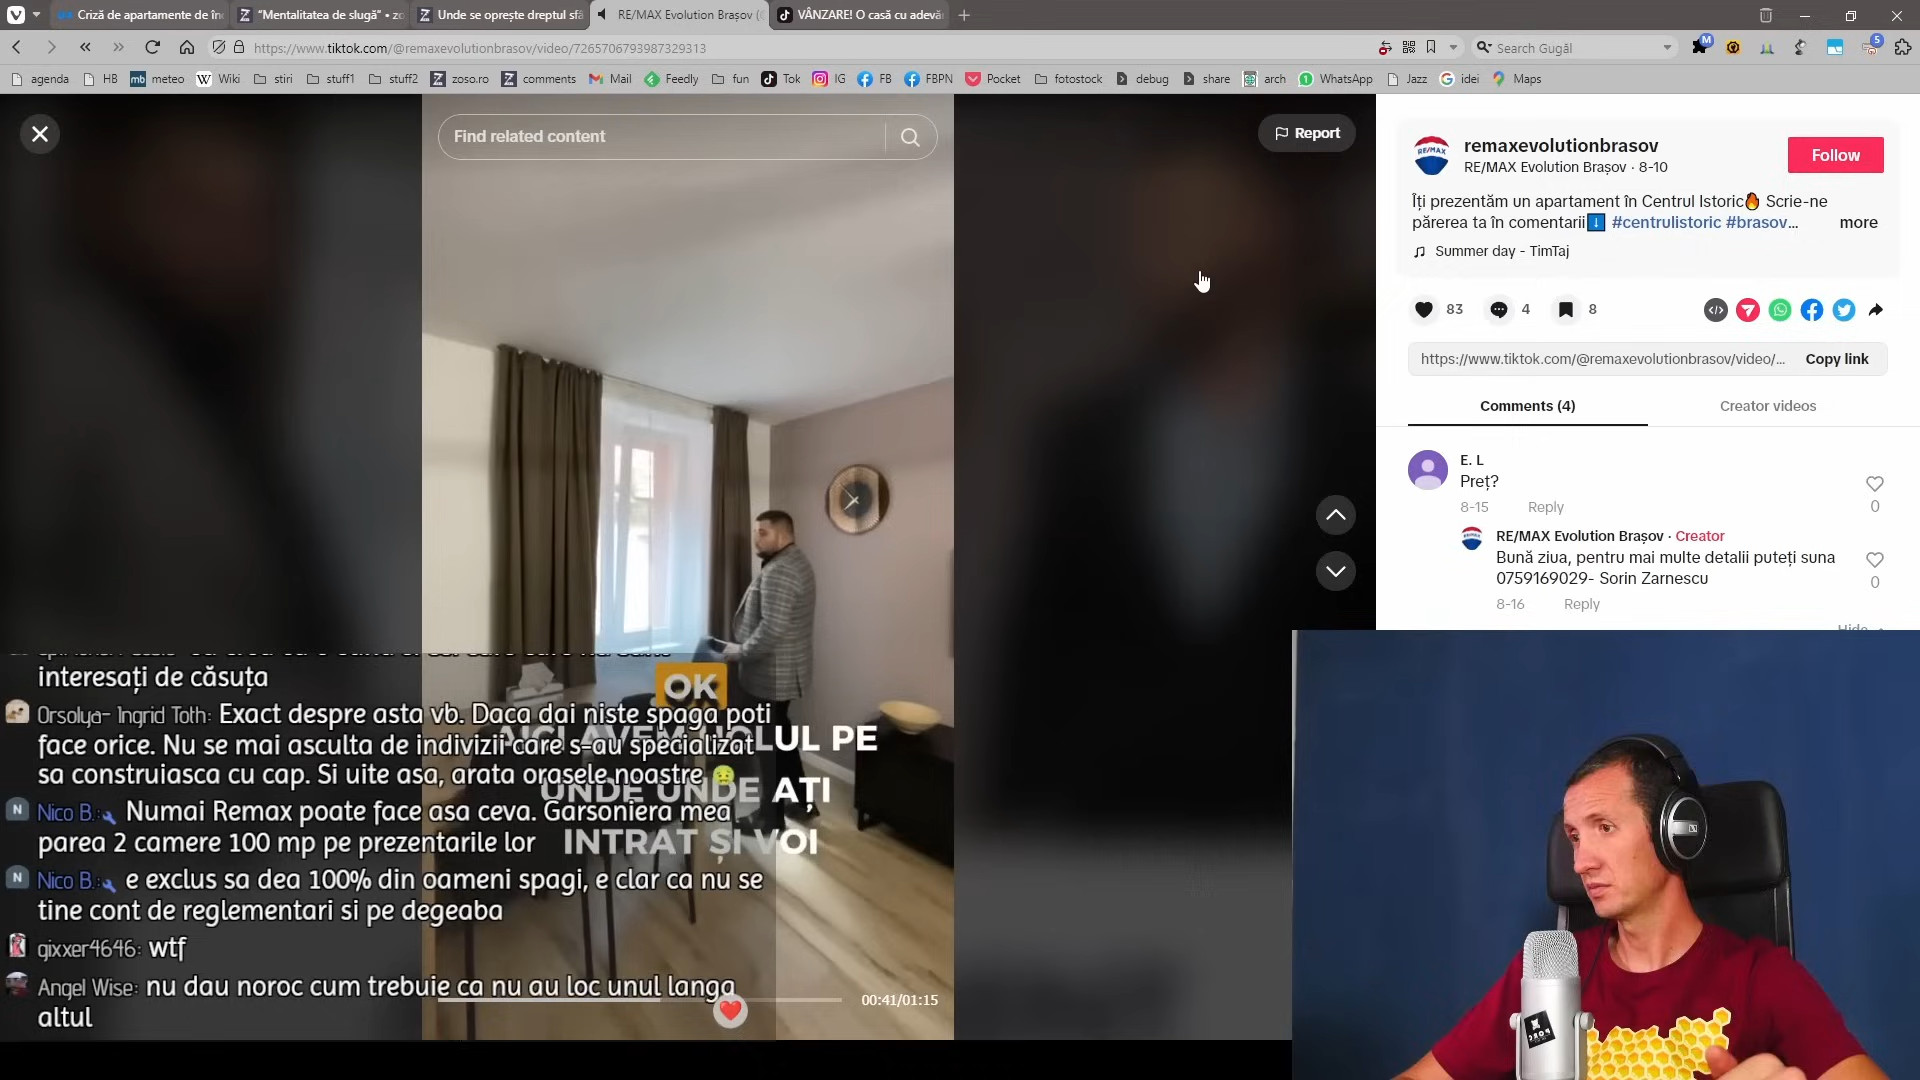 Criză de apartamente de în
"Mentalitatea de slugă" • zo
Unde se oprește dreptul sfâ
RE/MAX Evolution Brașov (
VÂNZARE! O casă cu adevă
https://www.tiktok.com/@remaxevolutionbrasov/video/7265706793987329313
M
Search Gugăl
5
agenda
HB
mb meteo
W Wiki
stiri
stuff1
stuff2
Z zoso.ro
Z comments
Mail
Feedly
fun
Tok
IG
FB
FBPN
Pocket
fotostock
debug
share
arch
WhatsApp
Jazz
idei
Maps
Find related content
Report
RE/MAX
remaxevolutionbrasov
RE/MAX Evolution Brașov · 8-10
Follow
Îți prezentăm un apartament în Centrul Istoric🔥 Scrie-ne
părerea ta în comentarii⬇️ #centrulistoric #brasov...
more
Summer day - TimTaj
83
4
8
https://www.tiktok.com/@remaxevolutionbrasov/video/...
Copy link
Comments (4)
Creator videos
E. L
Preț?
8-15
Reply
0
RE/MAX Evolution Brașov · Creator
Bună ziua, pentru mai multe detalii puteți suna
0759169029- Sorin Zarnescu
8-16
Reply
0
Hide
OK
HOLUL PE
UNDE UNDE AȚI
INTRAT ȘI VOI
interesați de căsuța
Orsolya- Ingrid Toth: Exact despre asta vb. Daca dai niste spaga poti
face orice. Nu se mai asculta de indivizii care s-au specializat
sa construiasca cu cap. Si uite asa, arata orasele noastre 🤢
N Nico B.: Numai Remax poate face asa ceva. Garsoniera mea
parea 2 camere 100 mp pe prezentarile lor
N Nico B.: e exclus sa dea 100% din oameni spagi, e clar ca nu se
tine cont de reglementari si pe degeaba
gixxer4646: wtf
Angel Wise: nu dau noroc cum trebuie ca nu au loc unul langa
altul
00:41/01:15